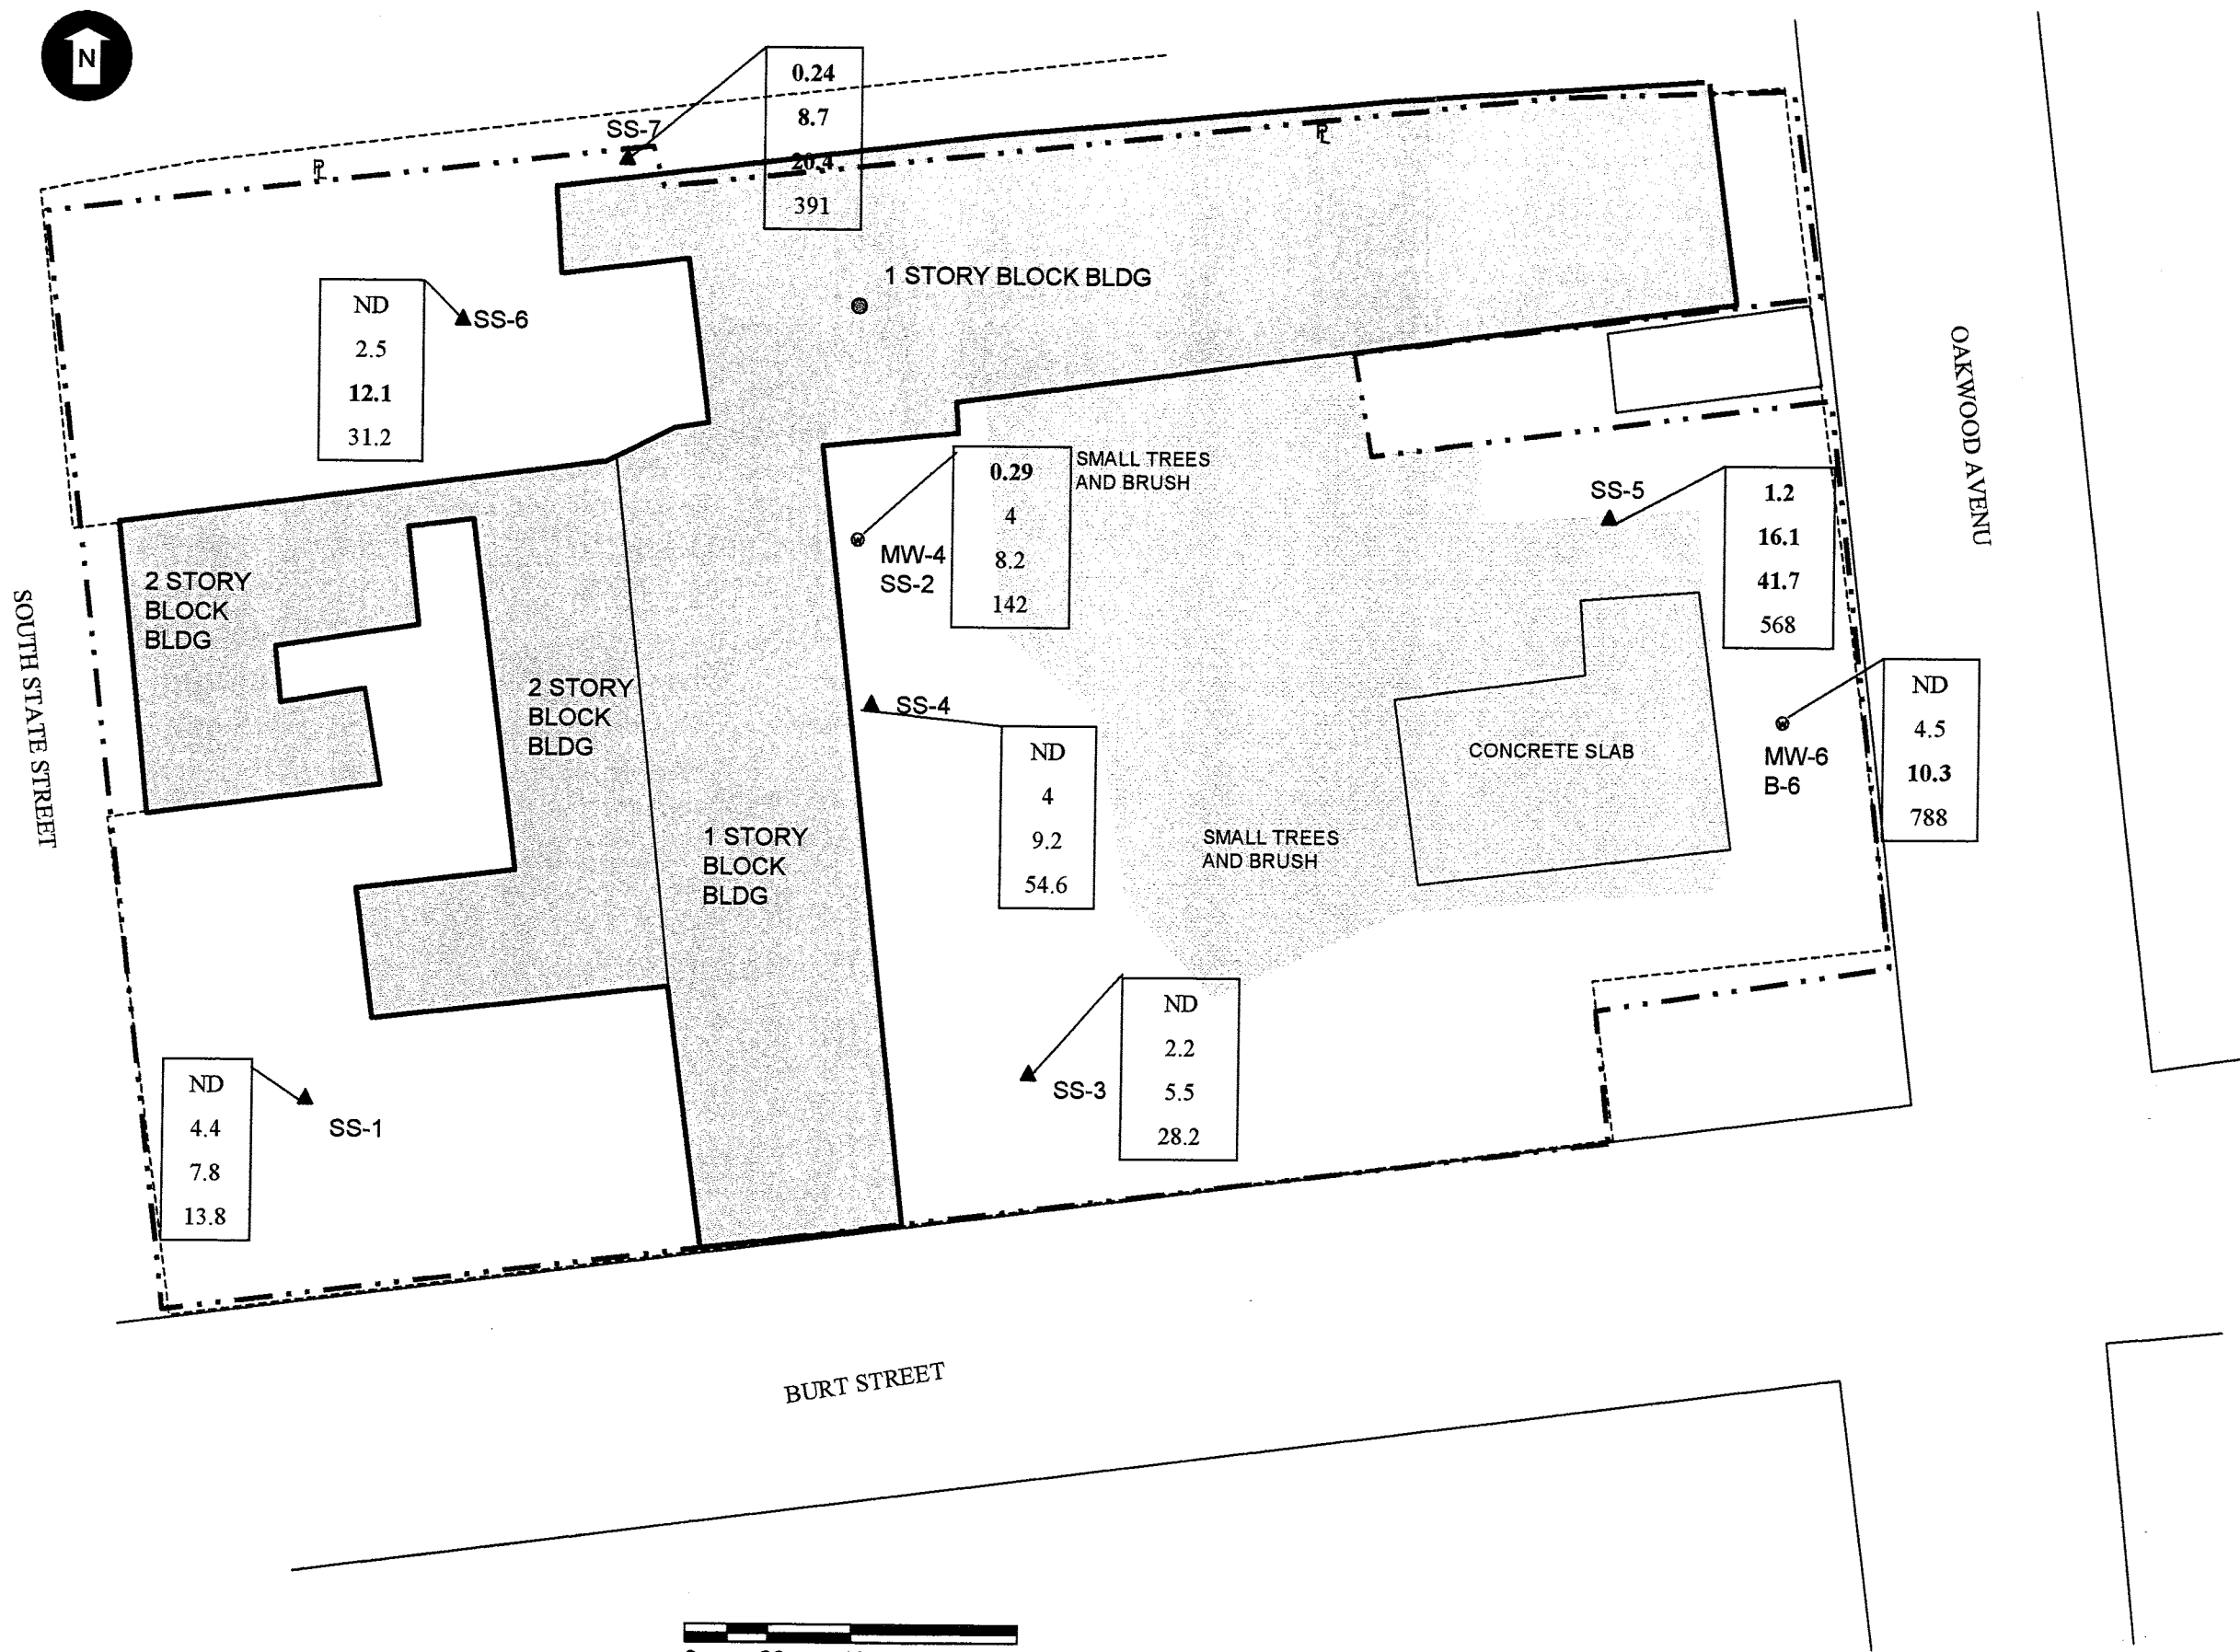 N
0.24
8.7
20.4
391
SS-7
PL
PL
1 STORY BLOCK BLDG
ND
2.5
12.1
31.2
SS-6
OAKWOOD AVENU
0.29
4
8.2
142
SMALL TREES
AND BRUSH
MW-4
SS-2
SS-5
1.2
16.1
41.7
568
2 STORY
BLOCK
BLDG
SOUTH STATE STREET
2 STORY
BLOCK
BLDG
SS-4
ND
4
9.2
54.6
CONCRETE SLAB
MW-6
B-6
ND
4.5
10.3
788
1 STORY
BLOCK
BLDG
SMALL TREES
AND BRUSH
ND
2.2
5.5
28.2
SS-3
ND
4.4
7.8
13.8
SS-1
BURT STREET